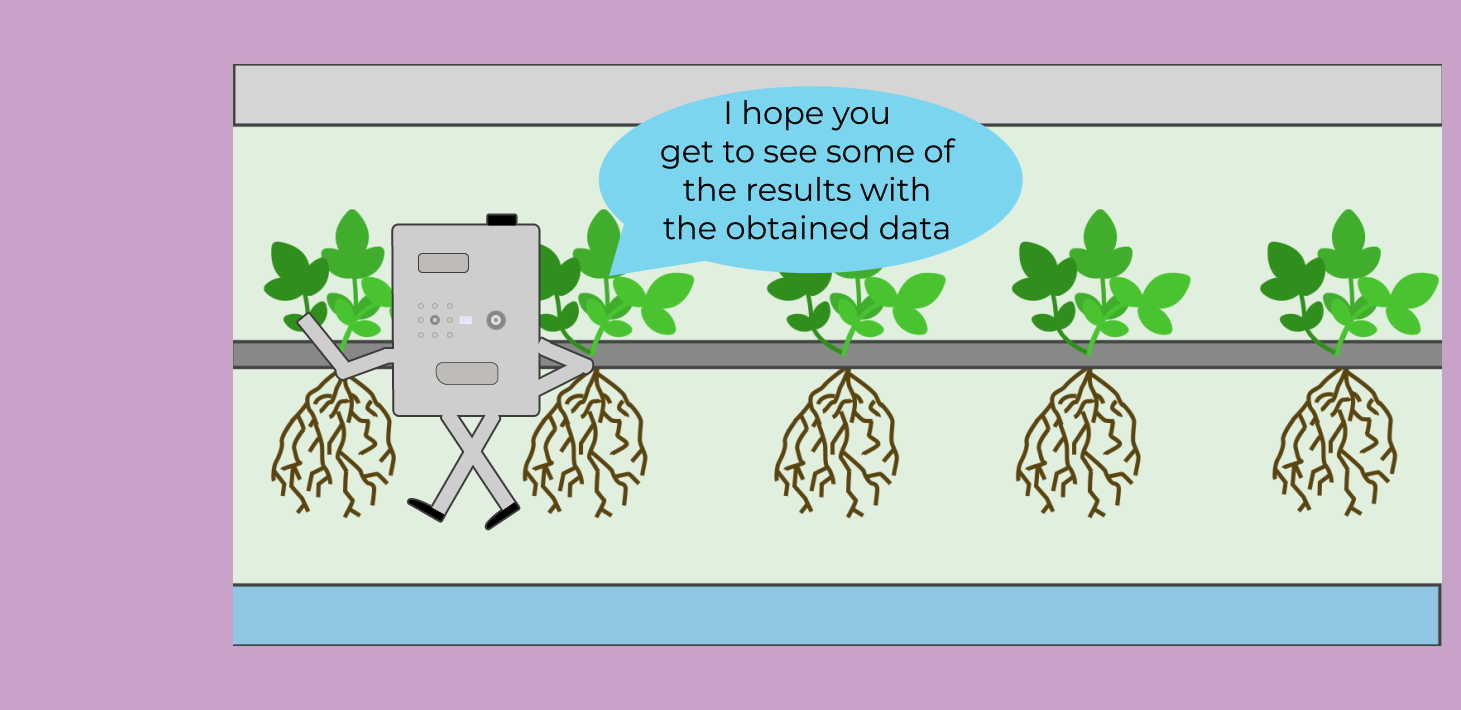 I hope you
get to see some of
the results with
the obtained data